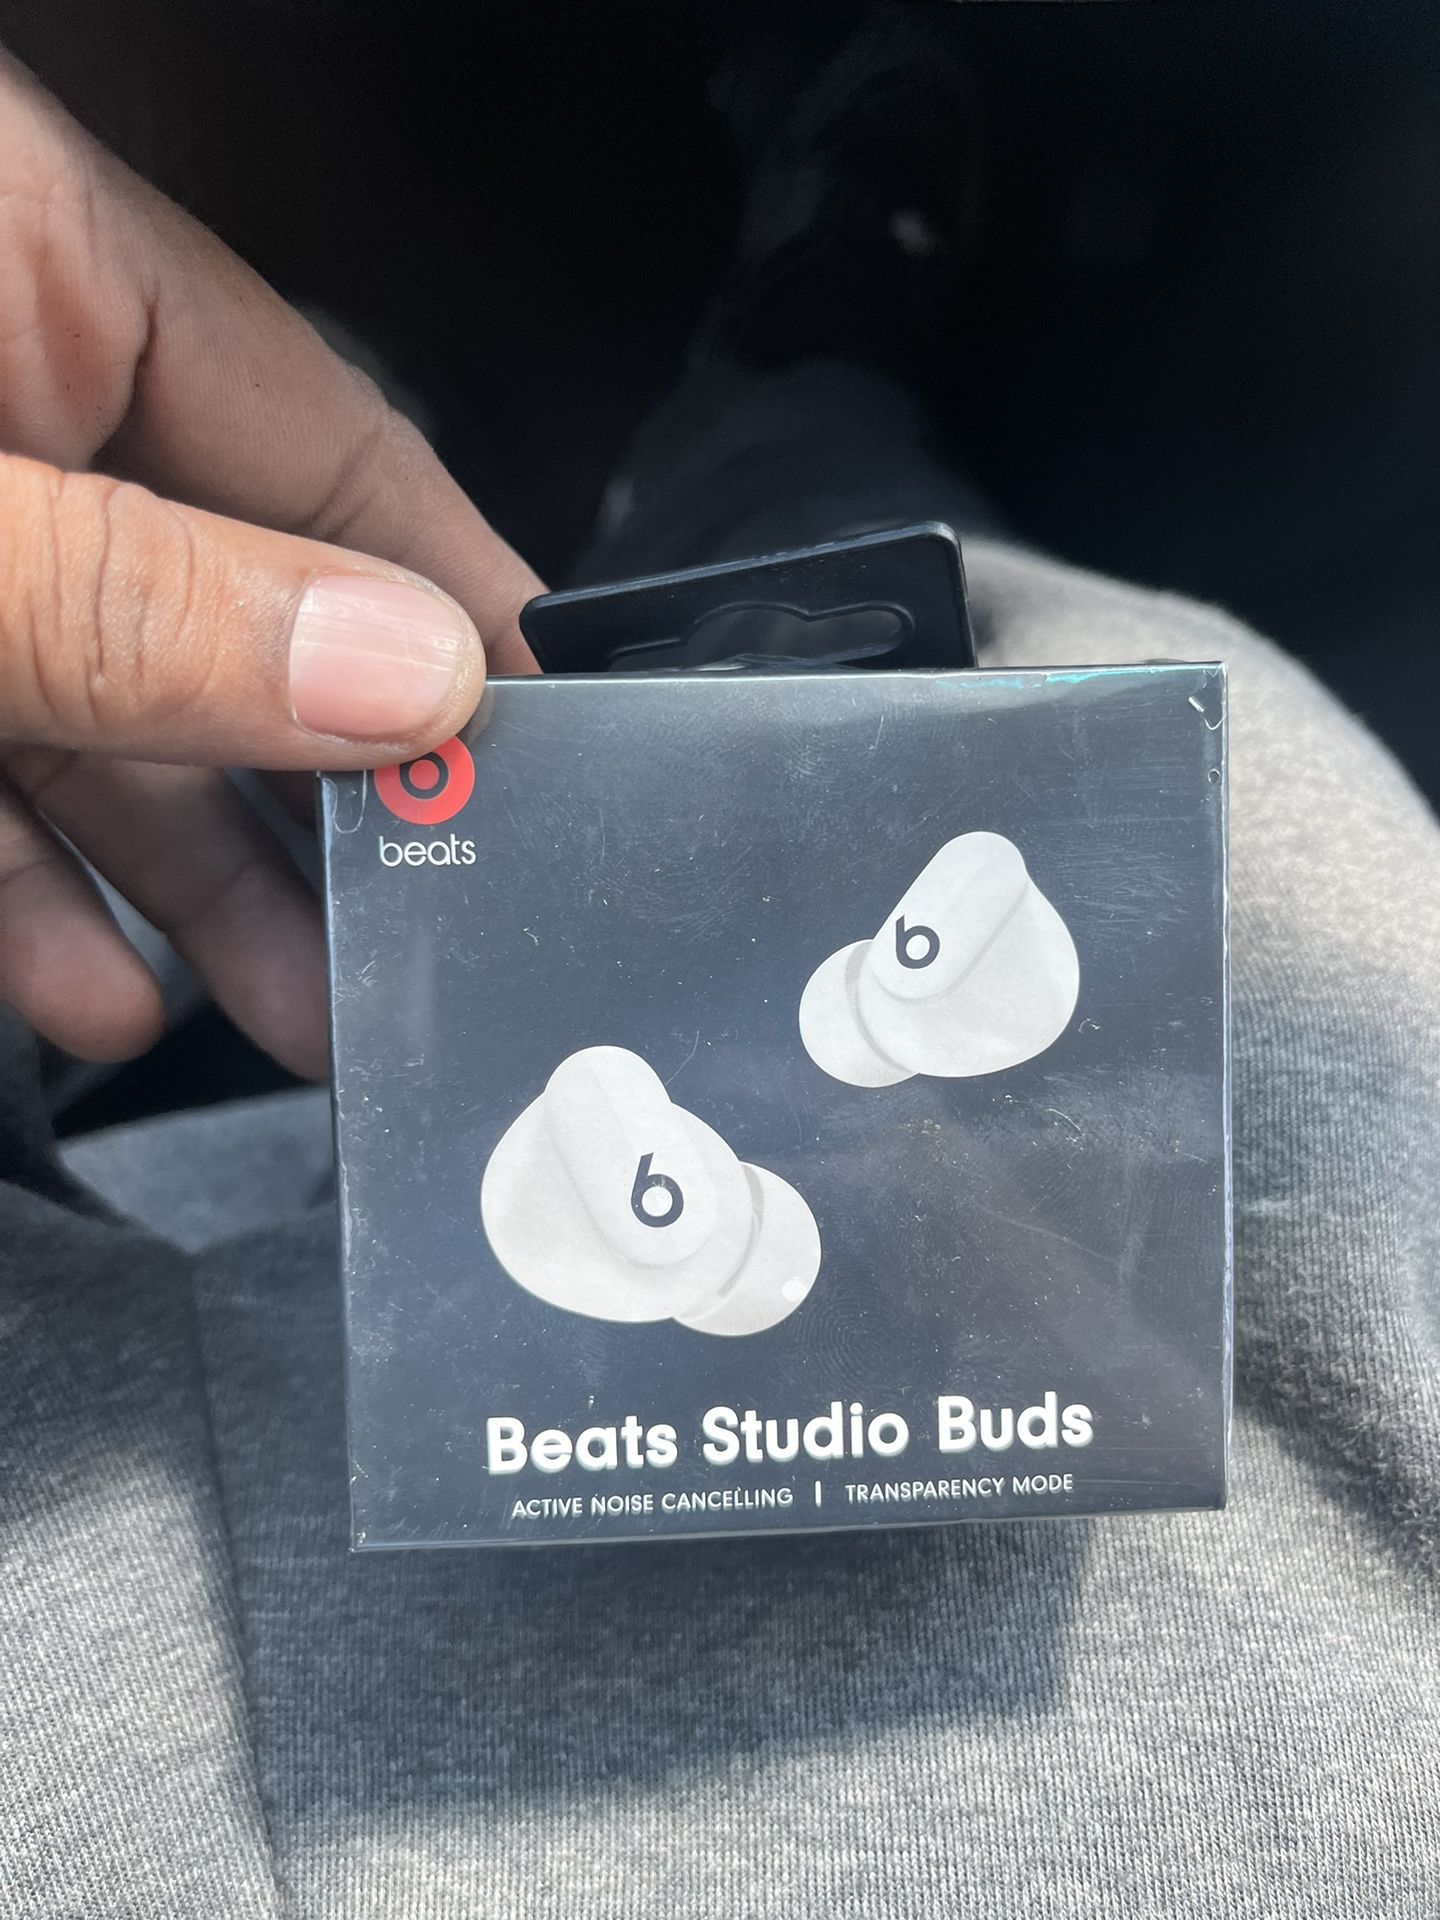 beats
b
b
Beats Studio Buds
ACTIVE NOISE CANCELLING | TRANSPARENCY MODE